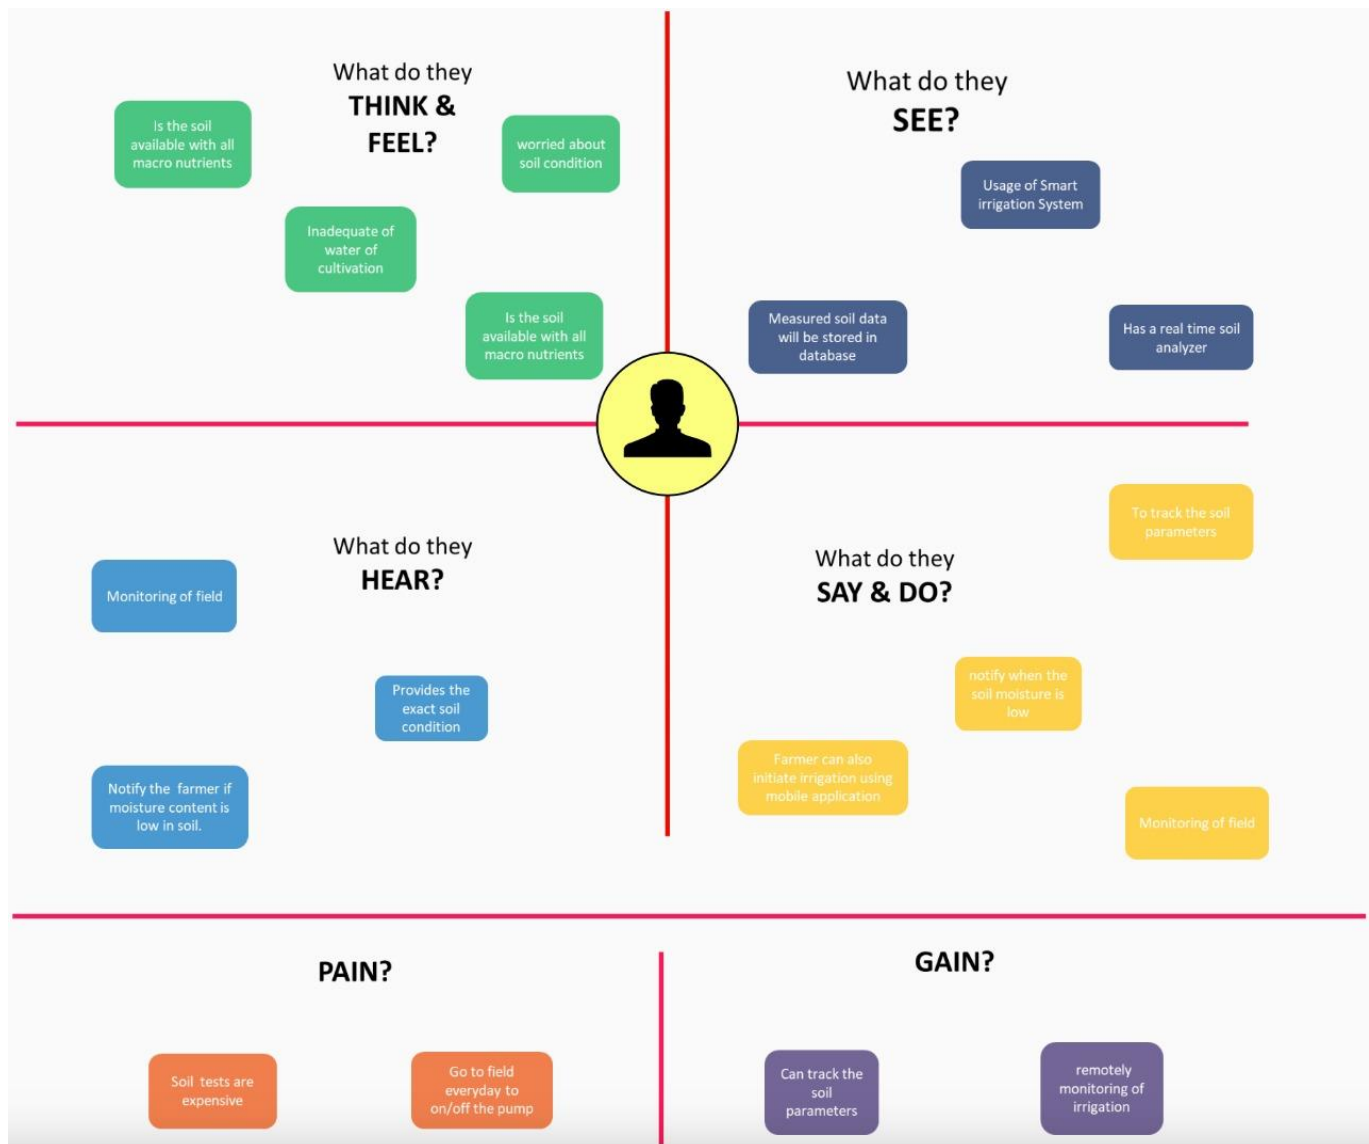 What do they
THINK &
FEEL?
Is the soil
available with all
macro nutrients
worried about
soil condition
Inadequate of
water of
cultivation
Is the soil
available with all
macro nutrients
What do they
SEE?
Usage of Smart
irrigation System
Measured soil data
will be stored in
database
Has a real time soil
analyzer
What do they
HEAR?
Monitoring of field
Provides the
exact soil
condition
Notify the farmer if
moisture content is
low in soil.
What do they
SAY & DO?
To track the soil
parameters
notify when the
soil moisture is
low
Farmer can also
initiate irrigation using
mobile application
Monitoring of field
PAIN?
Soil tests are
expensive
Go to field
everyday to
on/off the pump
GAIN?
Can track the
soil
parameters
remotely
monitoring of
irrigation